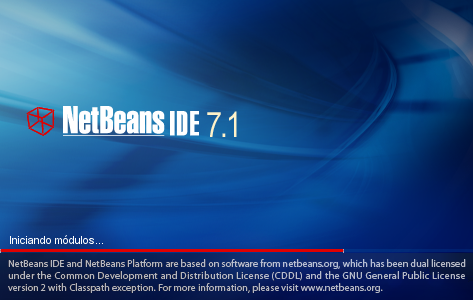 NetBeans IDE 7.1
Iniciando módulos...
NetBeans IDE and NetBeans Platform are based on software from netbeans.org, which has been dual licensed
under the Common Development and Distribution License (CDDL) and the GNU General Public License
version 2 with Classpath exception. For more information, please visit www.netbeans.org.